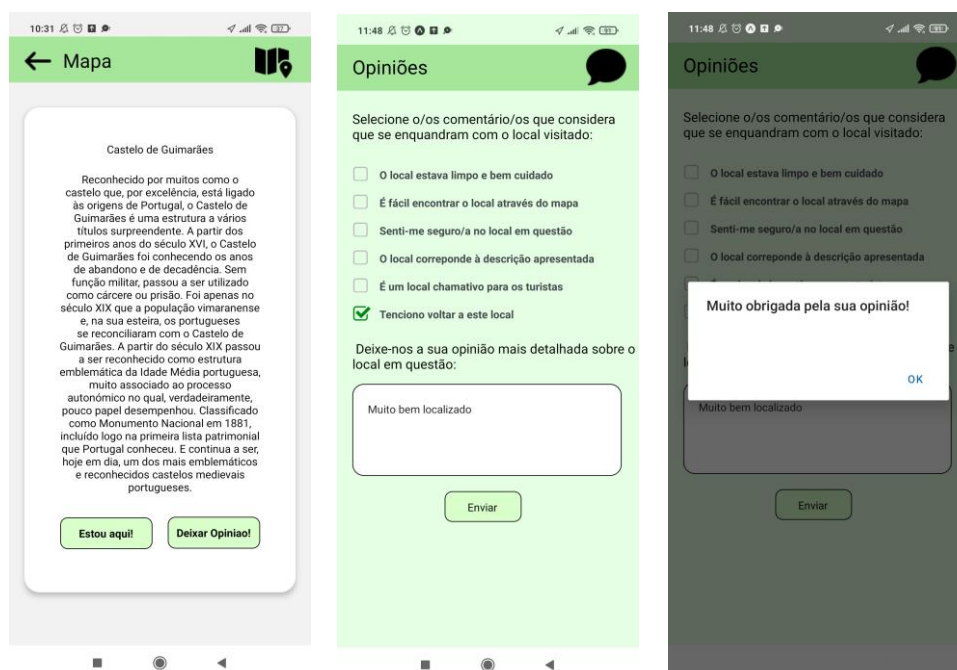 10:31
37
Mapa
Castelo de Guimarães
Reconhecido por muitos como o
castelo que, por excelência, está ligado
às origens de Portugal, o Castelo de
Guimarães é uma estrutura a vários
títulos surpreendente. A partir dos
primeiros anos do século XVI, o Castelo
de Guimarães foi conhecendo os anos
de abandono e de decadência. Sem
função militar, passou a ser utilizado
como cárcere ou prisão. Foi apenas no
século XIX que a população vimaranense
e, na sua esteira, os portugueses
se reconciliaram com o Castelo de
Guimarães. A partir do século XIX passou
a ser reconhecido como estrutura
emblemática da Idade Média portuguesa,
muito associado ao processo
autonómico no qual, verdadeiramente,
pouco papel desempenhou. Classificado
como Monumento Nacional em 1881,
incluído logo na primeira lista patrimonial
que Portugal conheceu. E continua a ser,
hoje em dia, um dos mais emblemáticos
e reconhecidos castelos medievais
portugueses.
Estou aqui!
Deixar Opiniao!
11:48
91
Opiniões
Selecione o/os comentário/os que considera
que se enquandram com o local visitado:
O local estava limpo e bem cuidado
É fácil encontrar o local através do mapa
Senti-me seguro/a no local em questão
O local correponde à descrição apresentada
É um local chamativo para os turistas
Tenciono voltar a este local
Deixe-nos a sua opinião mais detalhada sobre o
local em questão:
Muito bem localizado
Enviar
11:48
91
Opiniões
Selecione o/os comentário/os que considera
que se enquandram com o local visitado:
O local estava limpo e bem cuidado
É fácil encontrar o local através do mapa
Senti-me seguro/a no local em questão
O local correponde à descrição apresentada
Muito obrigada pela sua opinião!
OK
Muito bem localizado
Enviar